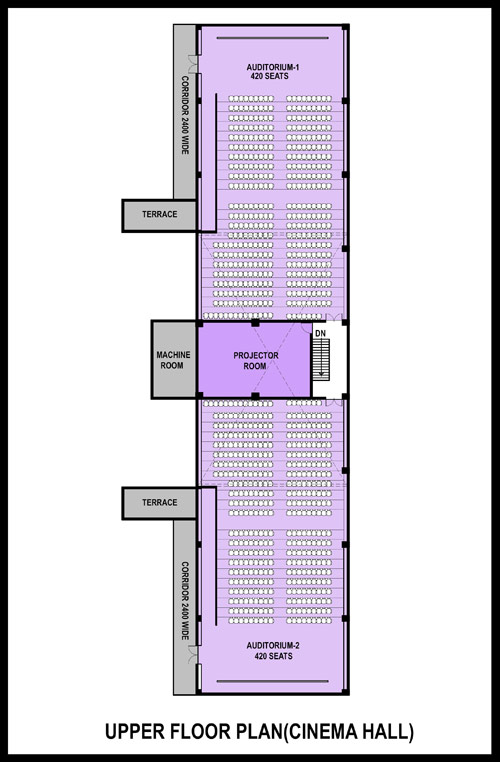 AUDITORIUM-1
420 SEATS
CORRIDOR 2400 WIDE
TERRACE
DN
MACHINE
ROOM
PROJECTOR
ROOM
TERRACE
CORRIDOR 2400 WIDE
AUDITORIUM-2
420 SEATS
UPPER FLOOR PLAN(CINEMA HALL)